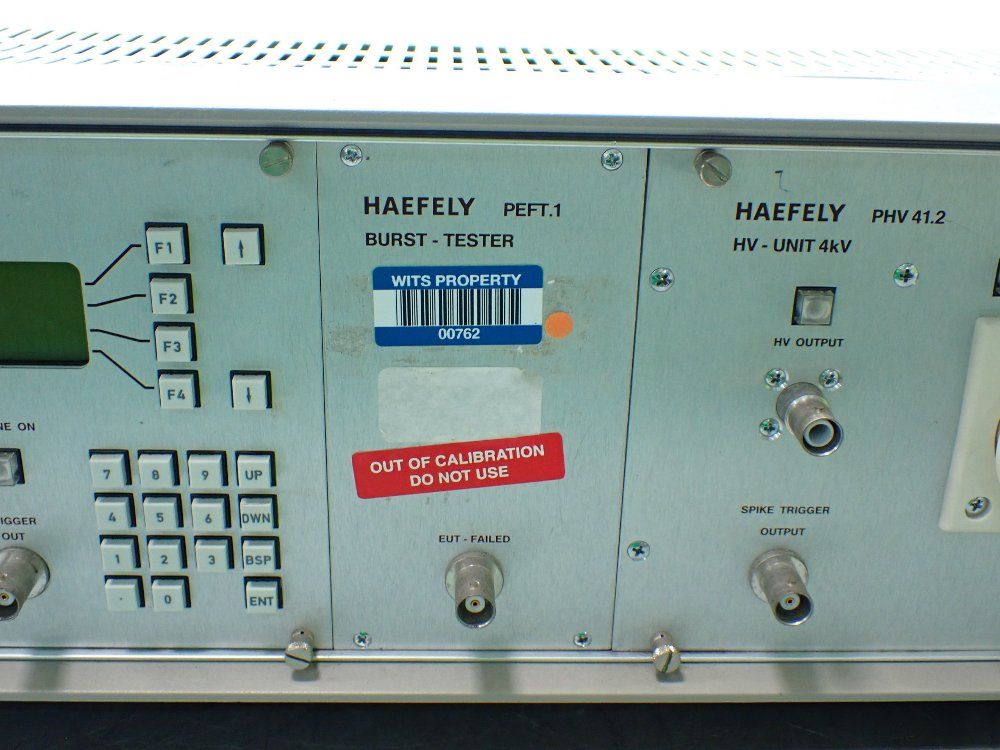 HAEFELY PEFT.1
BURST - TESTER
WITS PROPERTY
00762
OUT OF CALIBRATION
DO NOT USE
EUT - FAILED
HAEFELY PHV 41.2
HV - UNIT 4kV
HV OUTPUT
SPIKE TRIGGER
OUTPUT
F1
F2
F3
F4
↑
↓
NE ON
IGGER
OUT
7 8 9 UP
4 5 6 DWN
1 2 3 BSP
. 0 ENT